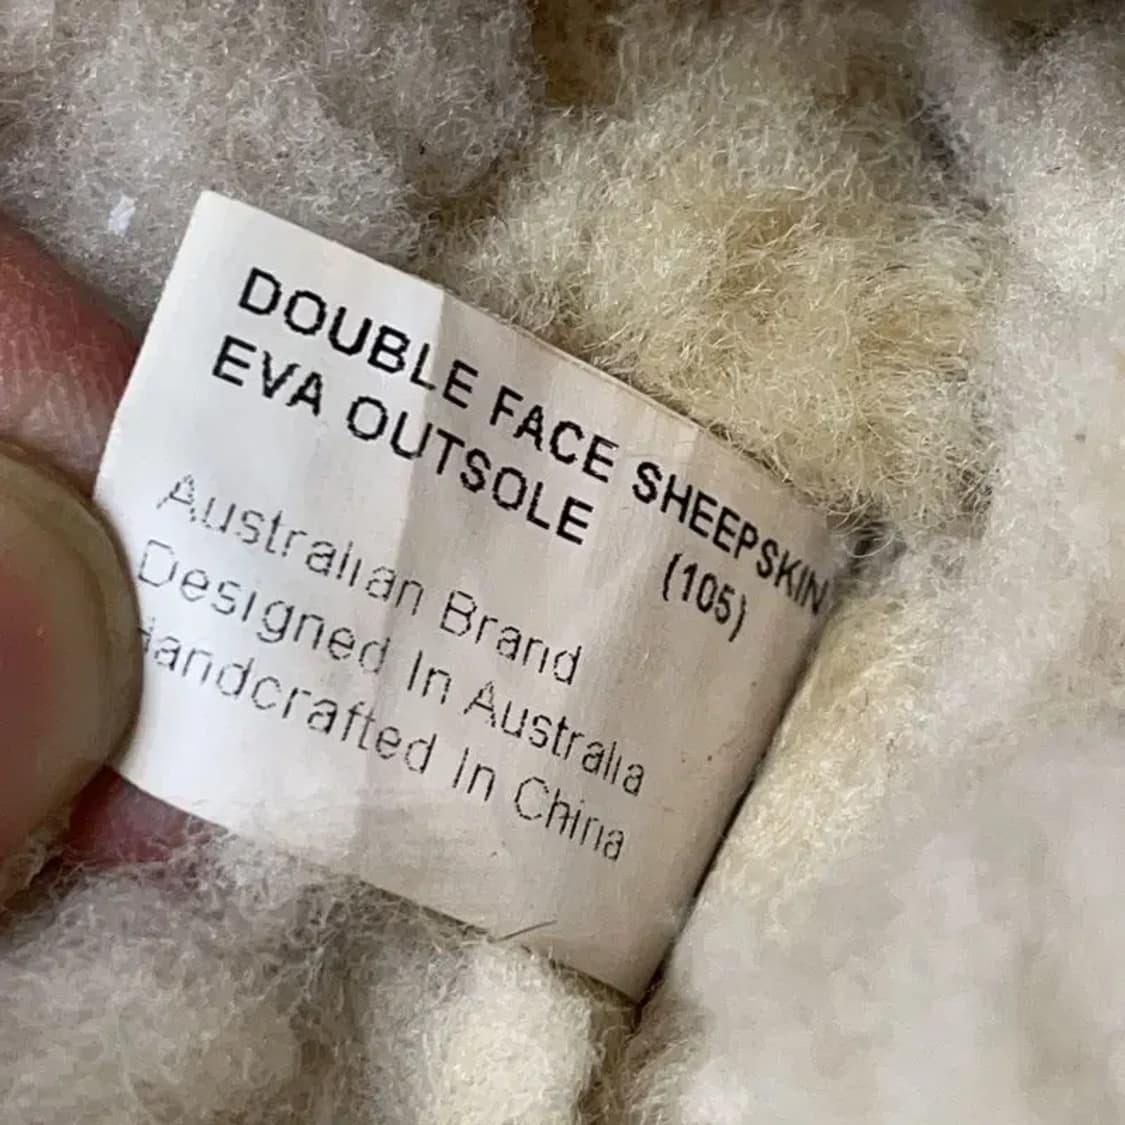 DOUBLE FACE SHEEPSKIN
EVA OUTSOLE (105)
Australian Brand
Designed In Australia
Handcrafted In China